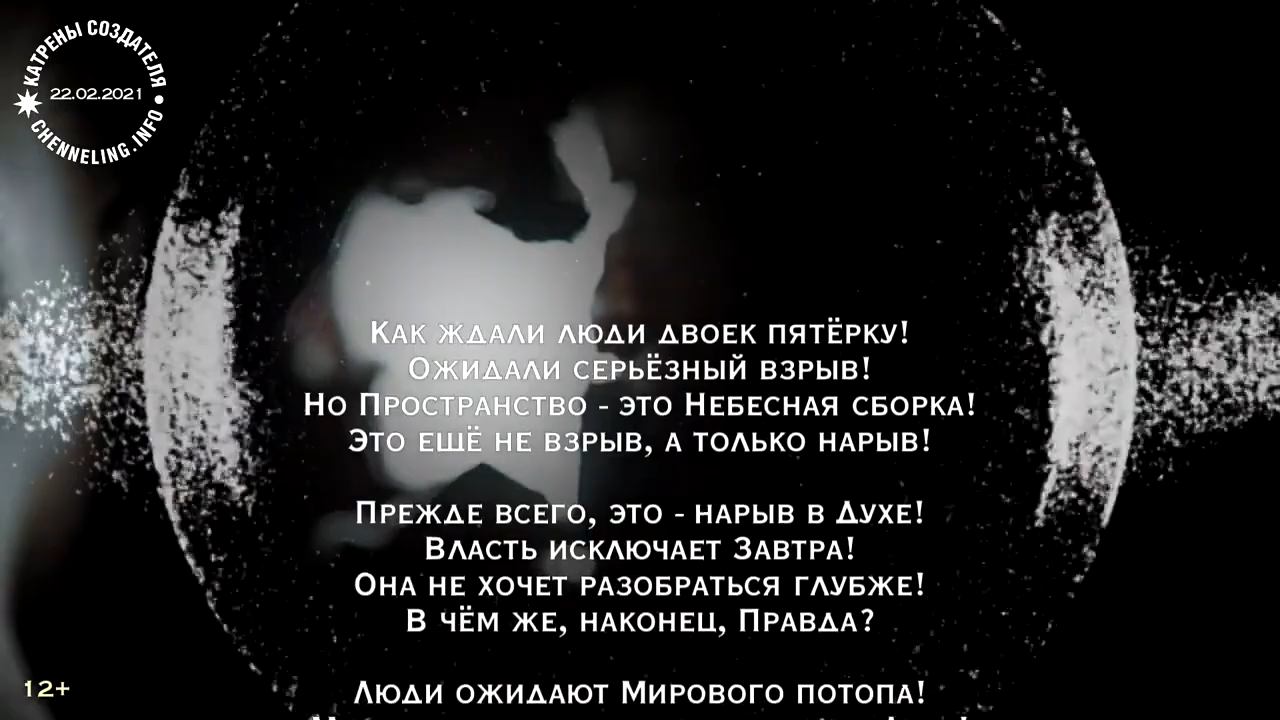 КАТРЕНЫ СОЗДАТЕЛЯ
22.02.2021
CHENNELING.INFO
Как ждали люди двоек пятёрку!
Ожидали серьёзный взрыв!
Но Пространство - это Небесная сборка!
Это ещё не взрыв, а только нарыв!
Прежде всего, это - нарыв в Духе!
Власть исключает Завтра!
Она не хочет разобраться глубже!
В чём же, наконец, Правда?
Люди ожидают Мирового потопа!
12+